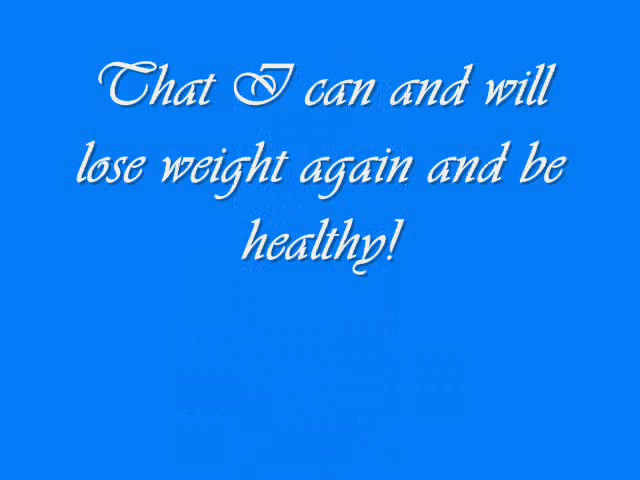 That I can and will
lose weight again and be
healthy!